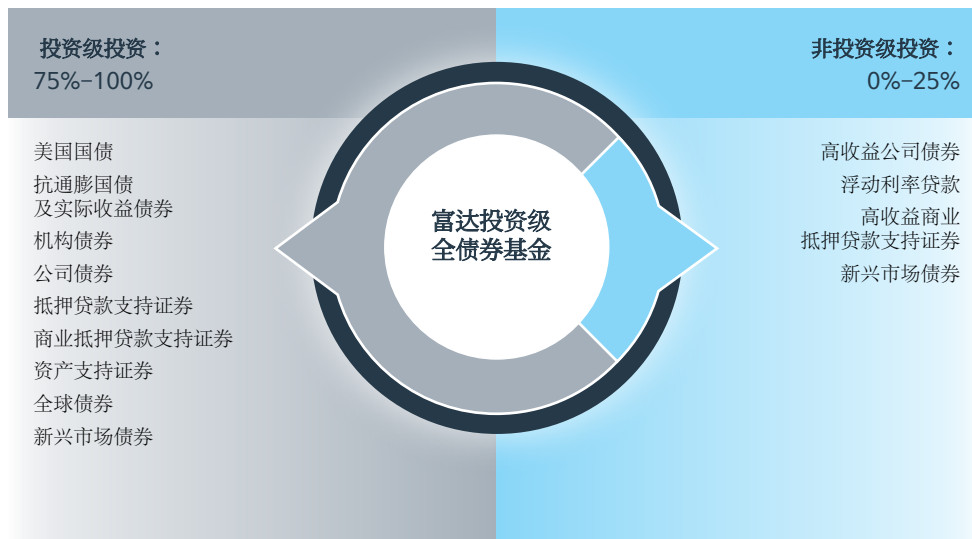 投资级投资：
75%–100%
美国国债
抗通膨国债
及实际收益债券
机构债券
公司债券
抵押贷款支持证券
商业抵押贷款支持证券
资产支持证券
全球债券
新兴市场债券
富达投资级
全债券基金
非投资级投资：
0%–25%
高收益公司债券
浮动利率贷款
高收益商业
抵押贷款支持证券
新兴市场债券